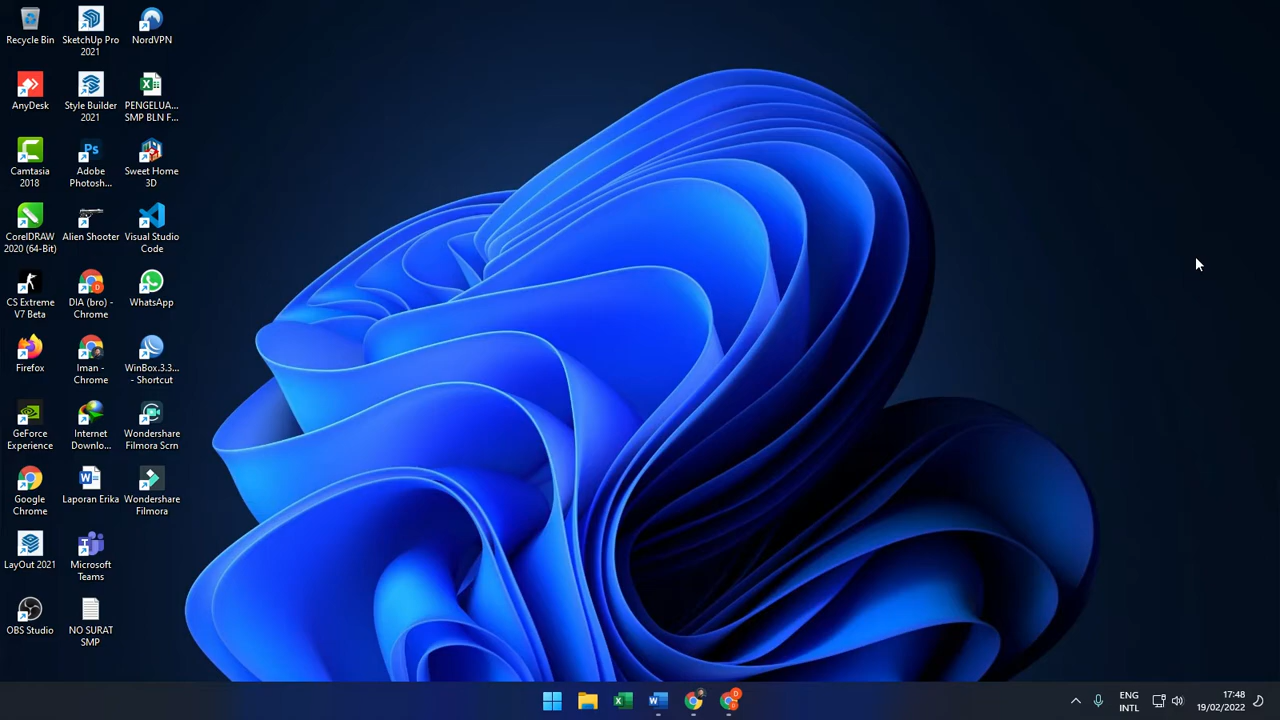 Recycle Bin
SketchUp Pro
2021
NordVPN
AnyDesk
Style Builder
2021
PENGELUA...
SMP BLN F...
Camtasia
2018
Ps
Adobe
Photosh...
Sweet Home
3D
CorelDRAW
2020 (64-Bit)
Alien Shooter
Visual Studio
Code
CS Extreme
V7 Beta
DIA (bro) -
Chrome
WhatsApp
Firefox
Iman -
Chrome
WinBox.3.3...
- Shortcut
GeForce
Experience
Internet
Downlo...
Wondershare
Filmora Scrn
Google
Chrome
Laporan Erika
Wondershare
Filmora
LayOut 2021
Microsoft
Teams
OBS Studio
NO SURAT
SMP
ENG
INTL
17:48
19/02/2022